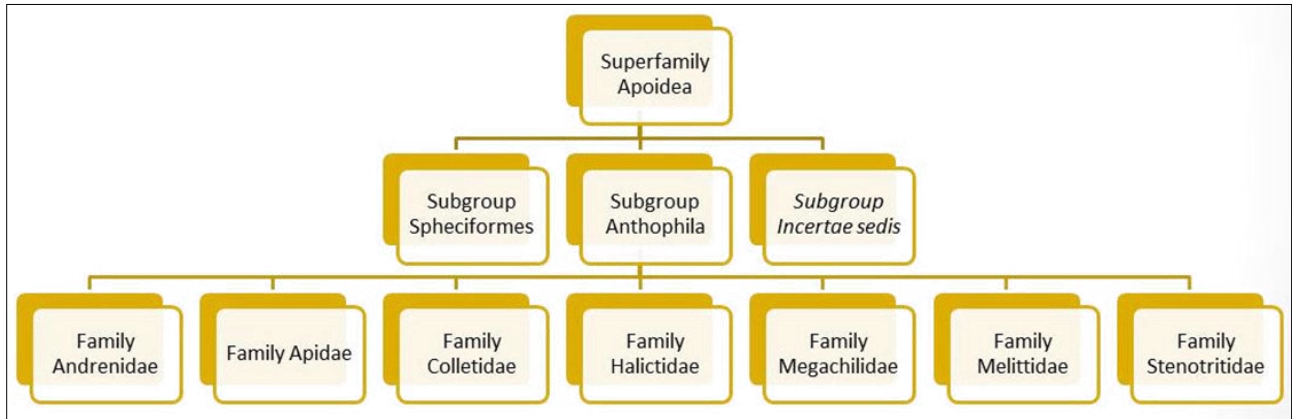 Superfamily
Apoidea
Subgroup
Spheciformes
Subgroup
Anthophila
Subgroup
Incertae sedis
Family
Andrenidae
Family Apidae
Family
Colletidae
Family
Halictidae
Family
Megachilidae
Family
Melittidae
Family
Stenotritidae